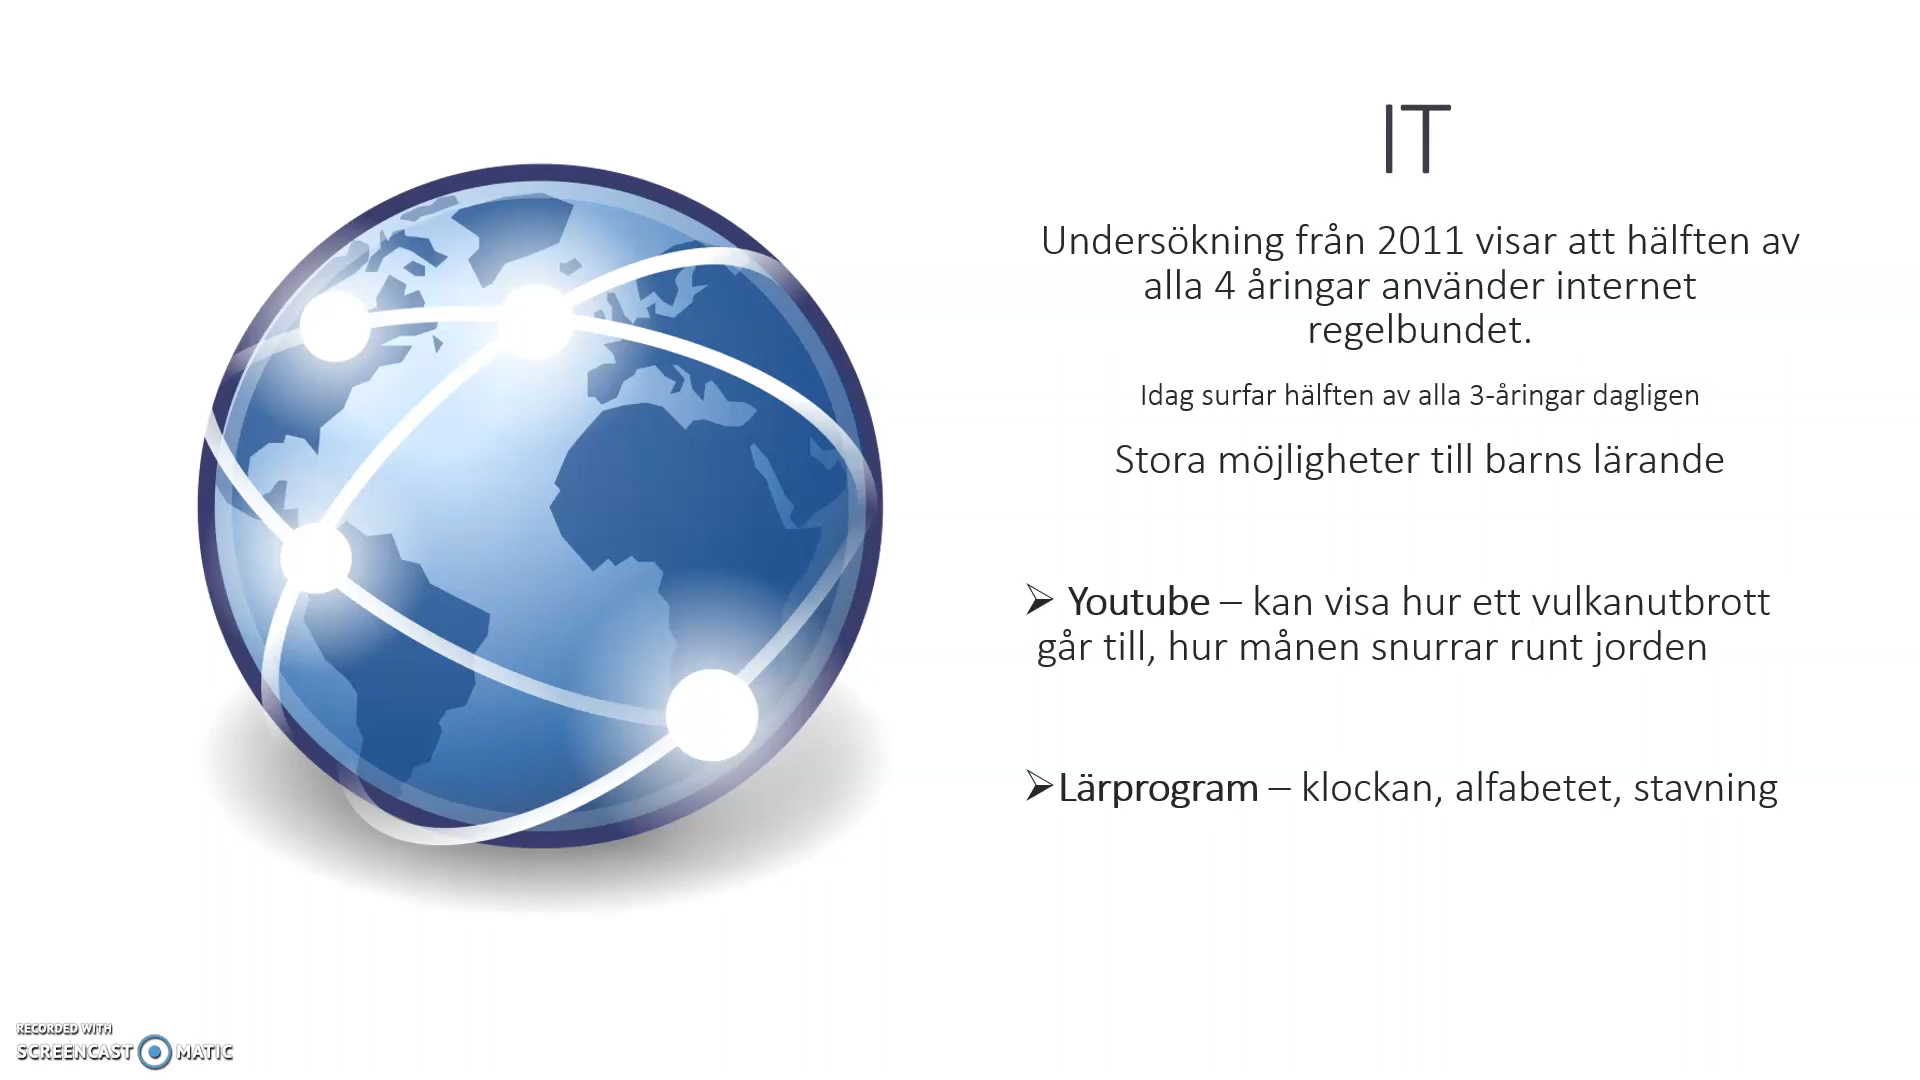 IT
Undersökning från 2011 visar att hälften av
alla 4 åringar använder internet
regelbundet.
Idag surfar hälften av alla 3-åringar dagligen
Stora möjligheter till barns lärande
➢ Youtube – kan visa hur ett vulkanutbrott
går till, hur månen snurrar runt jorden
➢Lärprogram – klockan, alfabetet, stavning
RECORDED WITH
SCREENCAST MATIC